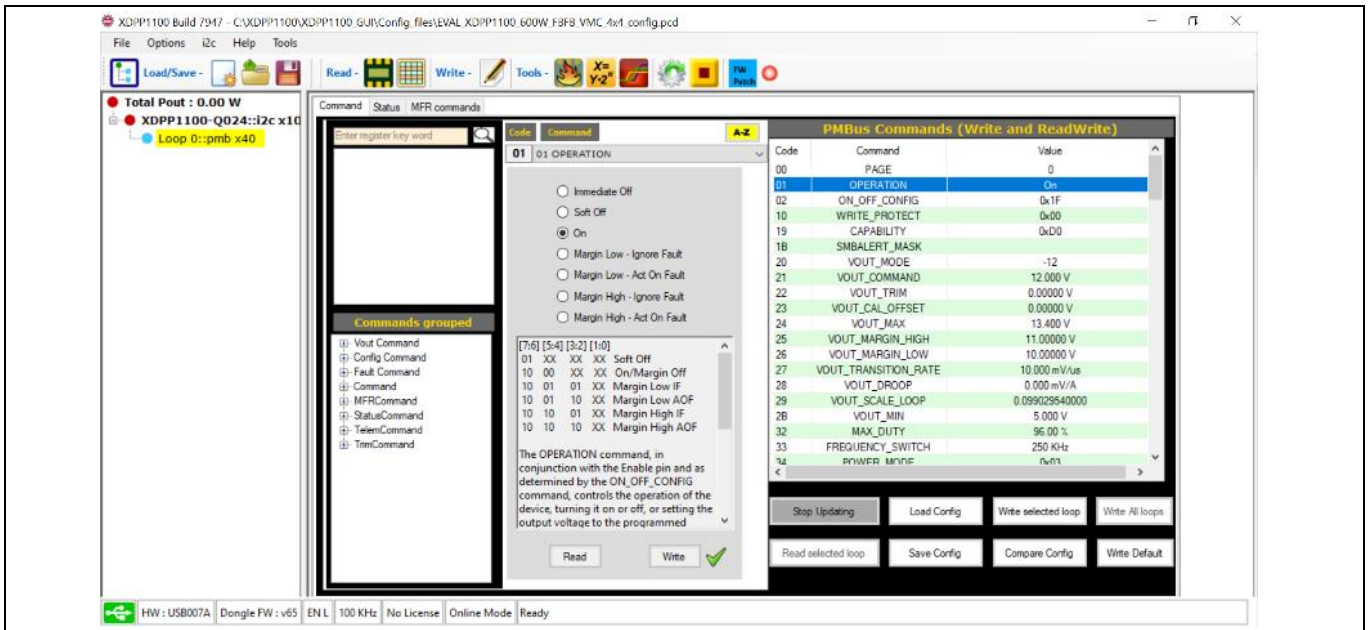 XDPP1100 Build 7947 - C:\XDPP1100\XDPP1100_GUI\Config_files\EVAL_XDPP1100_600W_FBFB_VMC_4x4_config.pcd
File Options i2c Help Tools
Load/Save - Read - Write - Tools - X= Y-2" FW Patch
Total Pout : 0.00 W
XDPP1100-Q024::i2c x10
Loop 0::pmb x40
Command Status MFR commands
Enter register key word
Commands grouped
Vout Command
Config Command
Fault Command
Command
MFRCommand
StatusCommand
TelemCommand
TrimCommand
Code Command A-Z
01 01 OPERATION
Immediate Off
Soft Off
On
Margin Low - Ignore Fault
Margin Low - Act On Fault
Margin High - Ignore Fault
Margin High - Act On Fault
[7:6] [5:4] [3:2] [1:0]
01 XX XX XX Soft Off
10 00 XX XX On/Margin Off
10 01 01 XX Margin Low IF
10 01 10 XX Margin Low AOF
10 10 01 XX Margin High IF
10 10 10 XX Margin High AOF
The OPERATION command, in
conjunction with the Enable pin and as
determined by the ON_OFF_CONFIG
command, controls the operation of the
device, turning it on or off, or setting the
output voltage to the programmed
Read Write
PMBus Commands (Write and ReadWrite)
Code Command Value
00 PAGE 0
01 OPERATION On
02 ON_OFF_CONFIG 0x1F
10 WRITE_PROTECT 0x00
19 CAPABILITY 0xD0
1B SMBALERT_MASK
20 VOUT_MODE -12
21 VOUT_COMMAND 12.000 V
22 VOUT_TRIM 0.00000 V
23 VOUT_CAL_OFFSET 0.00000 V
24 VOUT_MAX 13.400 V
25 VOUT_MARGIN_HIGH 11.00000 V
26 VOUT_MARGIN_LOW 10.00000 V
27 VOUT_TRANSITION_RATE 10.000 mV/us
28 VOUT_DROOP 0.000 mV/A
29 VOUT_SCALE_LOOP 0.099029540000
2B VOUT_MIN 5.000 V
32 MAX_DUTY 96.00 %
33 FREQUENCY_SWITCH 250 KHz
34 POWER_MODE 0x03
Stop Updating Load Config Write selected loop Write All loops
Read selected loop Save Config Compare Config Write Default
HW : USB007A Dongle FW : v65 EN L 100 KHz No License Online Mode Ready